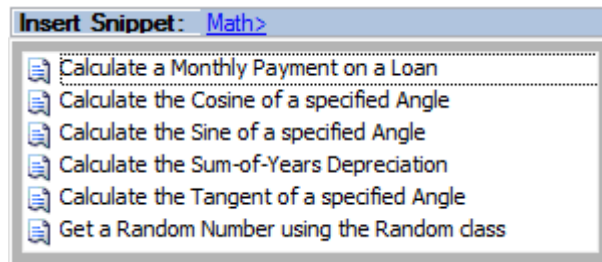 Insert Snippet: Math>
Calculate a Monthly Payment on a Loan
Calculate the Cosine of a specified Angle
Calculate the Sine of a specified Angle
Calculate the Sum-of-Years Depreciation
Calculate the Tangent of a specified Angle
Get a Random Number using the Random class